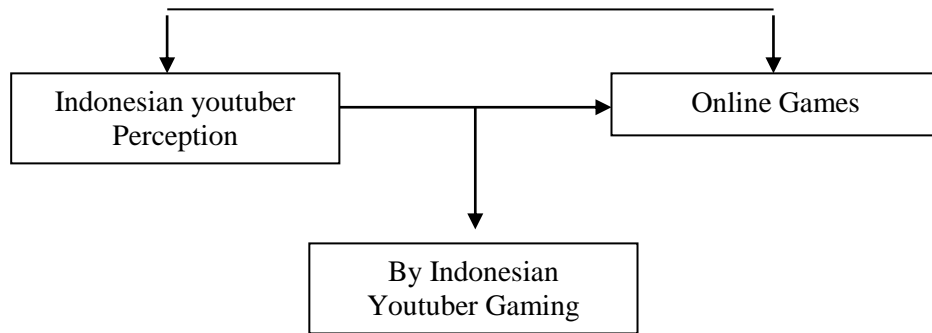 Indonesian youtuber
Perception
Online Games
By Indonesian
Youtuber Gaming